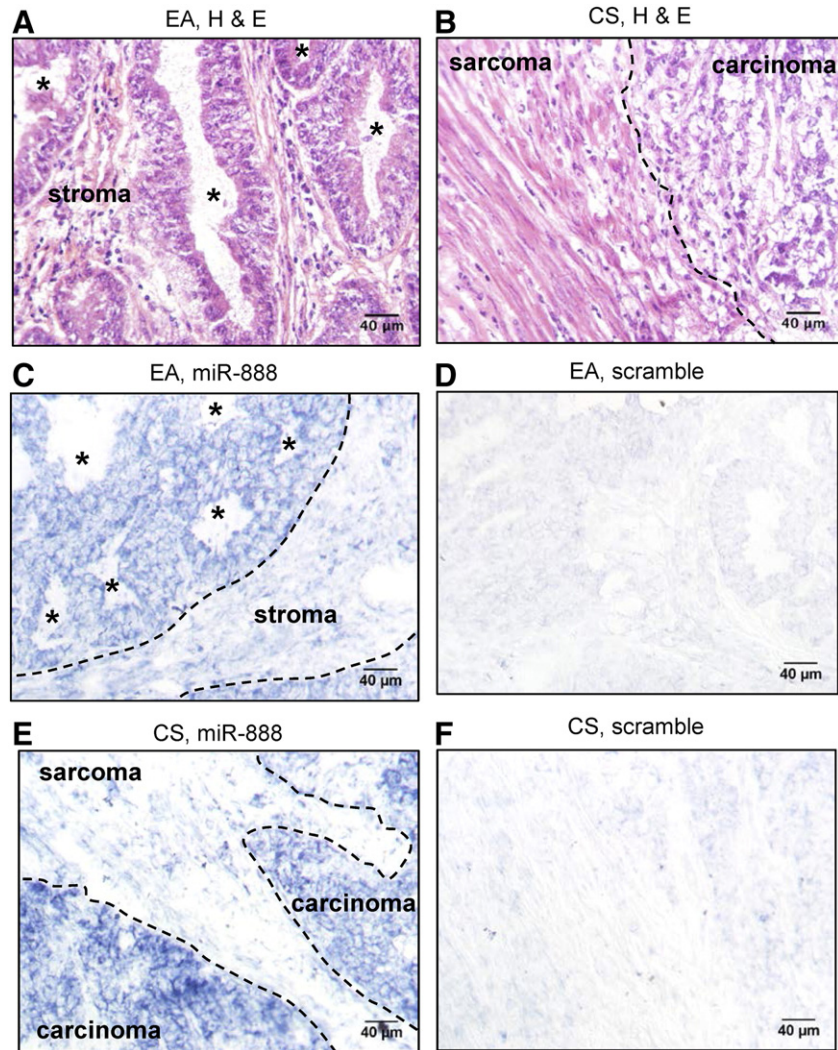 A
EA, H & E
*
*
*
*
stroma
40 µm
B
CS, H & E
sarcoma
carcinoma
40 µm
C
EA, miR-888
*
*
*
*
*
*
stroma
40 µm
D
EA, scramble
40 µm
E
CS, miR-888
sarcoma
carcinoma
carcinoma
40 µm
F
CS, scramble
40 µm